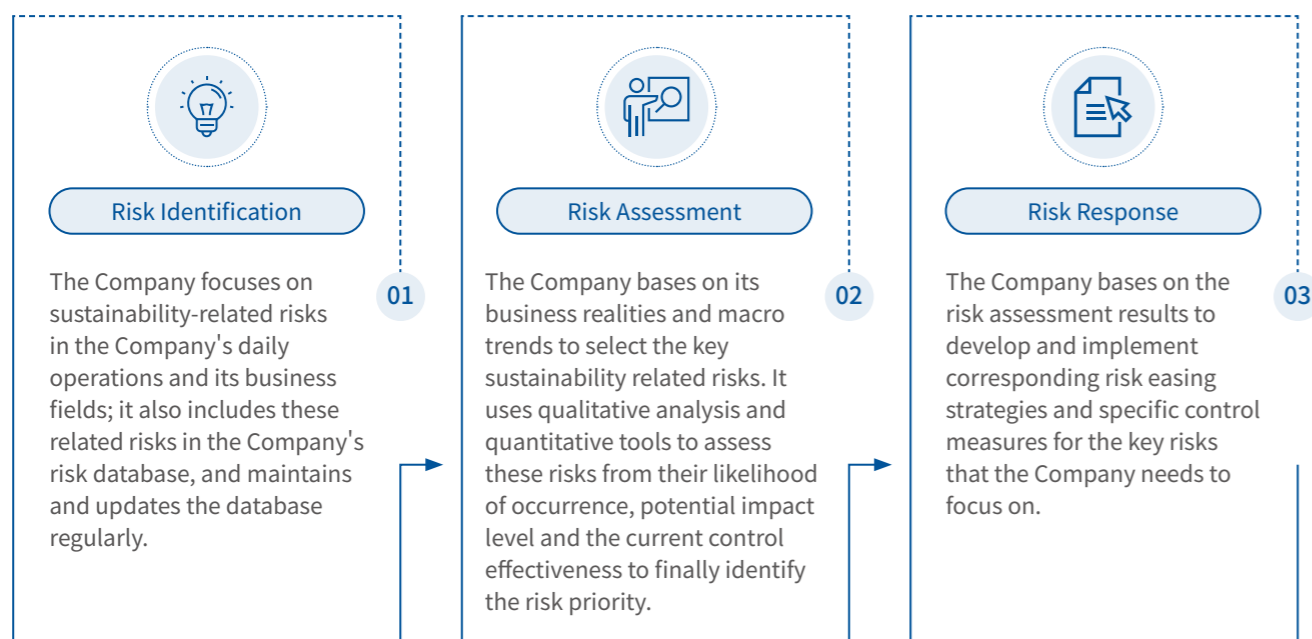 Risk Identification
The Company focuses on
sustainability-related risks
in the Company's daily
operations and its business
fields; it also includes these
related risks in the Company's
risk database, and maintains
and updates the database
regularly.
01
Risk Assessment
The Company bases on its
business realities and macro
trends to select the key
sustainability related risks. It
uses qualitative analysis and
quantitative tools to assess
these risks from their likelihood
of occurrence, potential impact
level and the current control
effectiveness to finally identify
the risk priority.
02
Risk Response
The Company bases on the
risk assessment results to
develop and implement
corresponding risk easing
strategies and specific control
measures for the key risks
that the Company needs to
focus on.
03